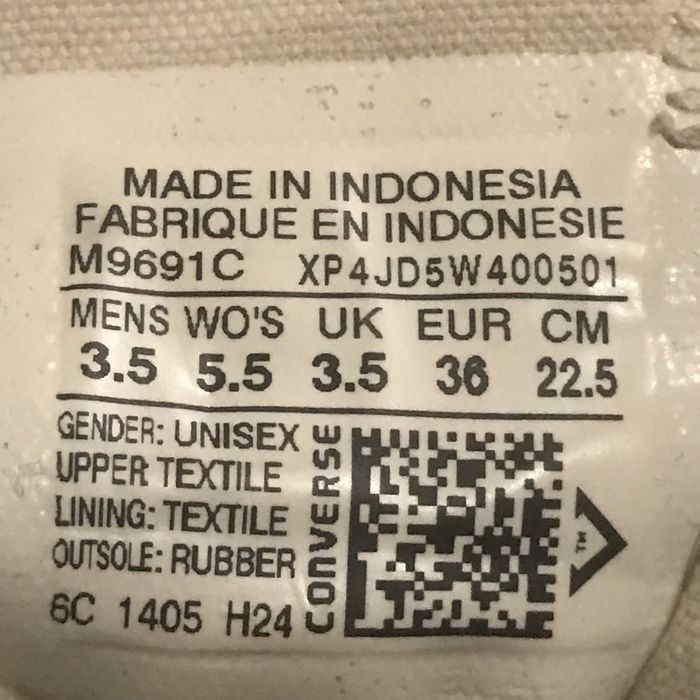 MADE IN INDONESIA
FABRIQUE EN INDONESIE
M9691C XP4JD5W400501
MENS WO'S UK EUR CM
3.5 5.5 3.5 36 22.5
GENDER: UNISEX
UPPER TEXTILE
LINING: TEXTILE
OUTSOLE: RUBBER
6C 1405 H24
CONVERSE
TM